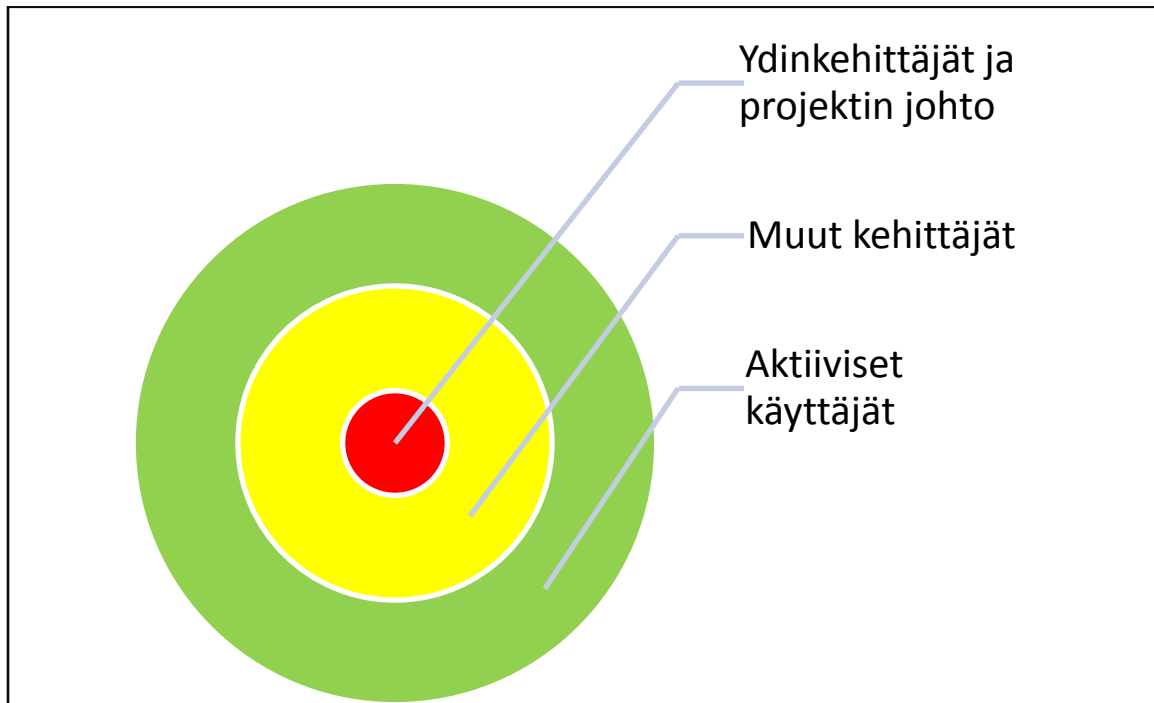 Ydinkehittäjät ja
projektin johto
Muut kehittäjät
Aktiiviset
käyttäjät